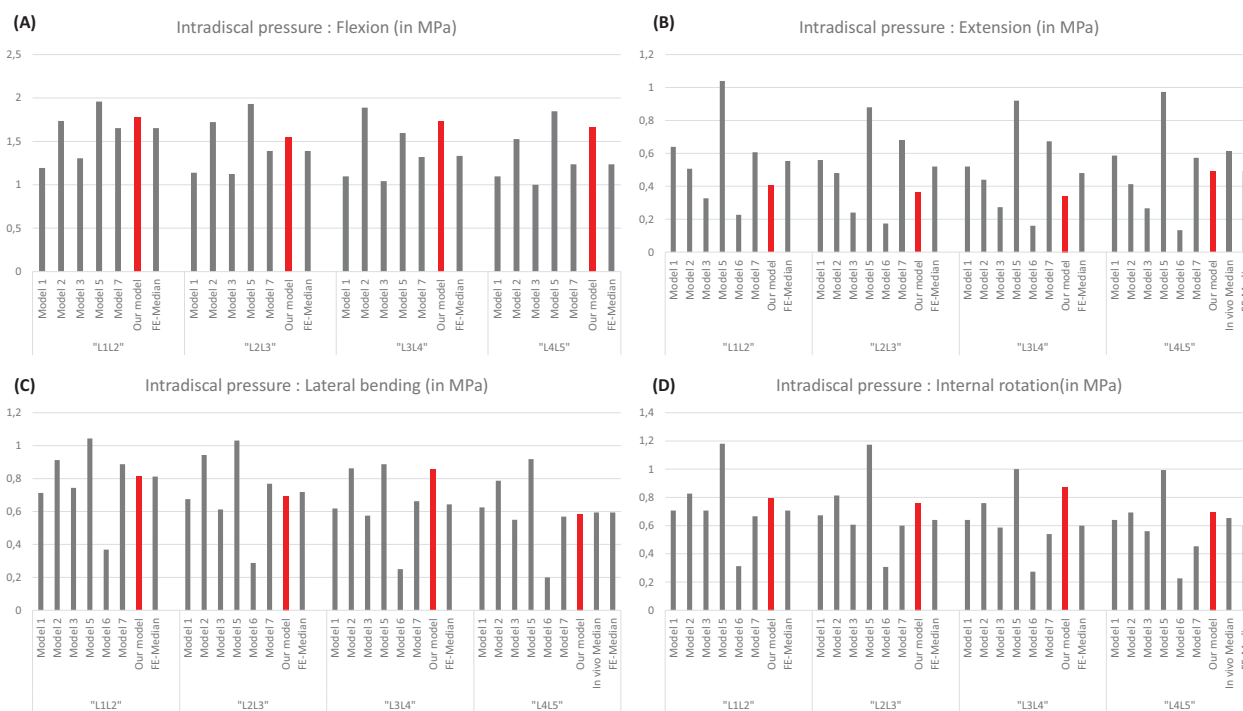 (A)
Intradiscal pressure : Flexion (in MPa)
2,5
2
1,5
1
0,5
0
Model 1
Model 2
Model 3
Model 5
Model 7
Our model
FE-Median
Model 1
Model 2
Model 3
Model 5
Model 7
Our model
FE-Median
Model 1
Model 2
Model 3
Model 5
Model 7
Our model
FE-Median
Model 1
Model 2
Model 3
Model 5
Model 7
Our model
FE-Median
"L1L2"
"L2L3"
"L3L4"
"L4L5"
(B)
Intradiscal pressure : Extension (in MPa)
1,2
1
0,8
0,6
0,4
0,2
0
Model 1
Model 2
Model 3
Model 5
Model 6
Model 7
Our model
FE-Median
Model 1
Model 2
Model 3
Model 5
Model 6
Model 7
Our model
FE-Median
Model 1
Model 2
Model 3
Model 5
Model 6
Model 7
Our model
FE-Median
Model 1
Model 2
Model 3
Model 5
Model 6
Model 7
Our model
In vivo Median
"L1L2"
"L2L3"
"L3L4"
"L4L5"
(C)
Intradiscal pressure : Lateral bending (in MPa)
1,2
1
0,8
0,6
0,4
0,2
0
Model 1
Model 2
Model 3
Model 5
Model 6
Model 7
Our model
FE-Median
Model 1
Model 2
Model 3
Model 5
Model 6
Model 7
Our model
FE-Median
Model 1
Model 2
Model 3
Model 5
Model 6
Model 7
Our model
FE-Median
Model 1
Model 2
Model 3
Model 5
Model 6
Model 7
Our model
In vivo Median
FE-Median
"L1L2"
"L2L3"
"L3L4"
"L4L5"
(D)
Intradiscal pressure : Internal rotation(in MPa)
1,4
1,2
1
0,8
0,6
0,4
0,2
0
Model 1
Model 2
Model 3
Model 5
Model 6
Model 7
Our model
FE-Median
Model 1
Model 2
Model 3
Model 5
Model 6
Model 7
Our model
FE-Median
Model 1
Model 2
Model 3
Model 5
Model 6
Model 7
Our model
FE-Median
Model 1
Model 2
Model 3
Model 5
Model 6
Model 7
Our model
In vivo Median
"L1L2"
"L2L3"
"L3L4"
"L4L5"